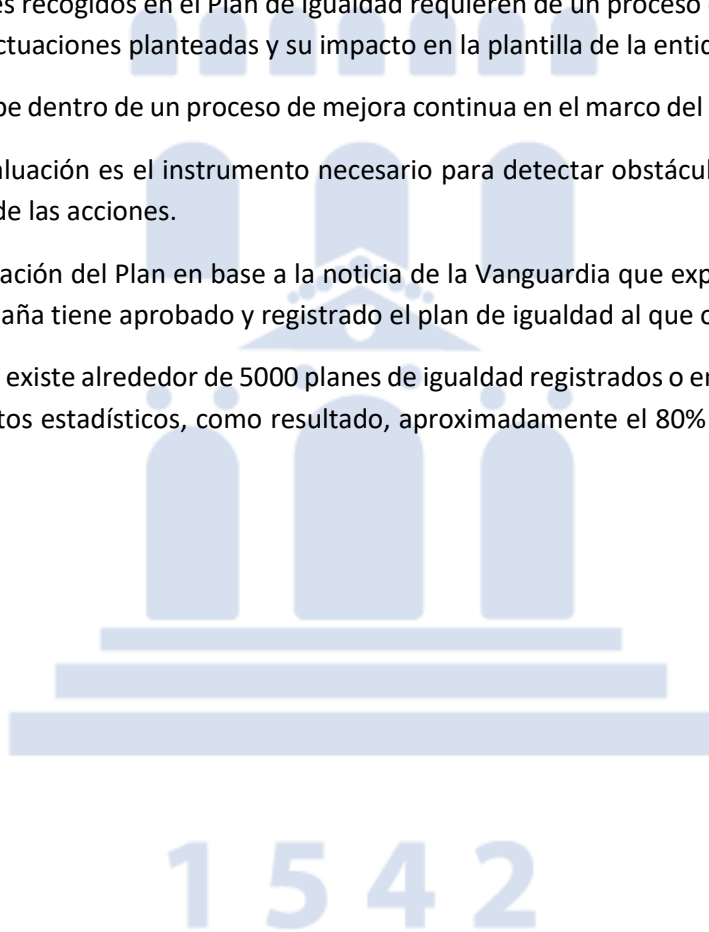 es recogidos en el Plan de Igualdad requieren de un proceso
ctuaciones planteadas y su impacto en la plantilla de la entid
be dentro de un proceso de mejora continua en el marco del
aluación es el instrumento necesario para detectar obstácul
de las acciones.
ación del Plan en base a la noticia de la Vanguardia que exp
aña tiene aprobado y registrado el plan de igualdad al que
existe alrededor de 5000 planes de igualdad registrados o en
tos estadísticos, como resultado, aproximadamente el 80%
1542